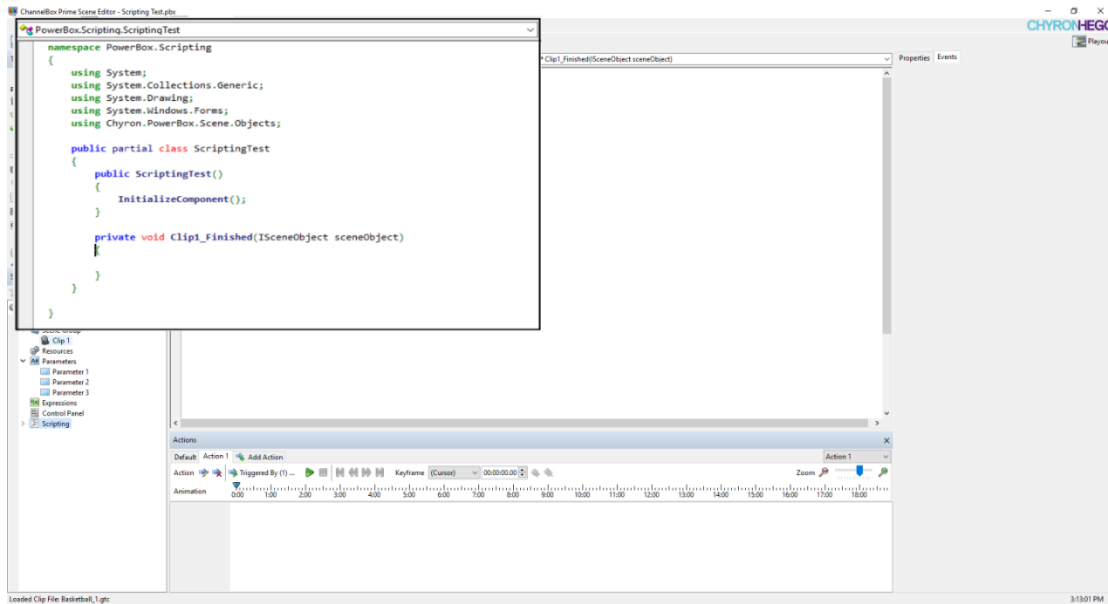 ChannelBox Prime Scene Editor - Scripting Test.pbx
CHYRONHEGO
Playou
PowerBox.Scripting.ScriptingTest
namespace PowerBox.Scripting
{
using System;
using System.Collections.Generic;
using System.Drawing;
using System.Windows.Forms;
using Chyron.PowerBox.Scene.Objects;
public partial class ScriptingTest
{
public ScriptingTest()
{
InitializeComponent();
}
private void Clip1_Finished(ISceneObject sceneObject)
{
}
}
}
Clip1_Finished(ISceneObject sceneObject)
Properties Events
Scene Group
Clip 1
Resources
Parameters
Parameter 1
Parameter 2
Parameter 3
Expressions
Control Panel
Scripting
Actions
Default Action 1 Add Action Action 1
Action Triggered By (1) ... Keyframe (Cursor) 00:00:00.00 Zoom
Animation 0:00 1:00 2:00 3:00 4:00 5:00 6:00 7:00 8:00 9:00 10:00 11:00 12:00 13:00 14:00 15:00 16:00 17:00 18:00
Loaded Clip File: Basketball_1.gtc 3:13:01 PM